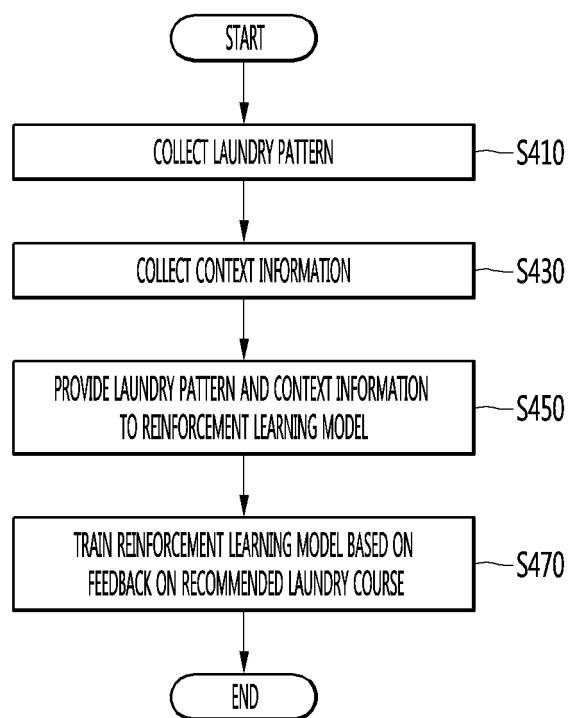 START
COLLECT LAUNDRY PATTERN
S410
COLLECT CONTEXT INFORMATION
S430
PROVIDE LAUNDRY PATTERN AND CONTEXT INFORMATION
TO REINFORCEMENT LEARNING MODEL
S450
TRAIN REINFORCEMENT LEARNING MODEL BASED ON
FEEDBACK ON RECOMMENDED LAUNDRY COURSE
S470
END